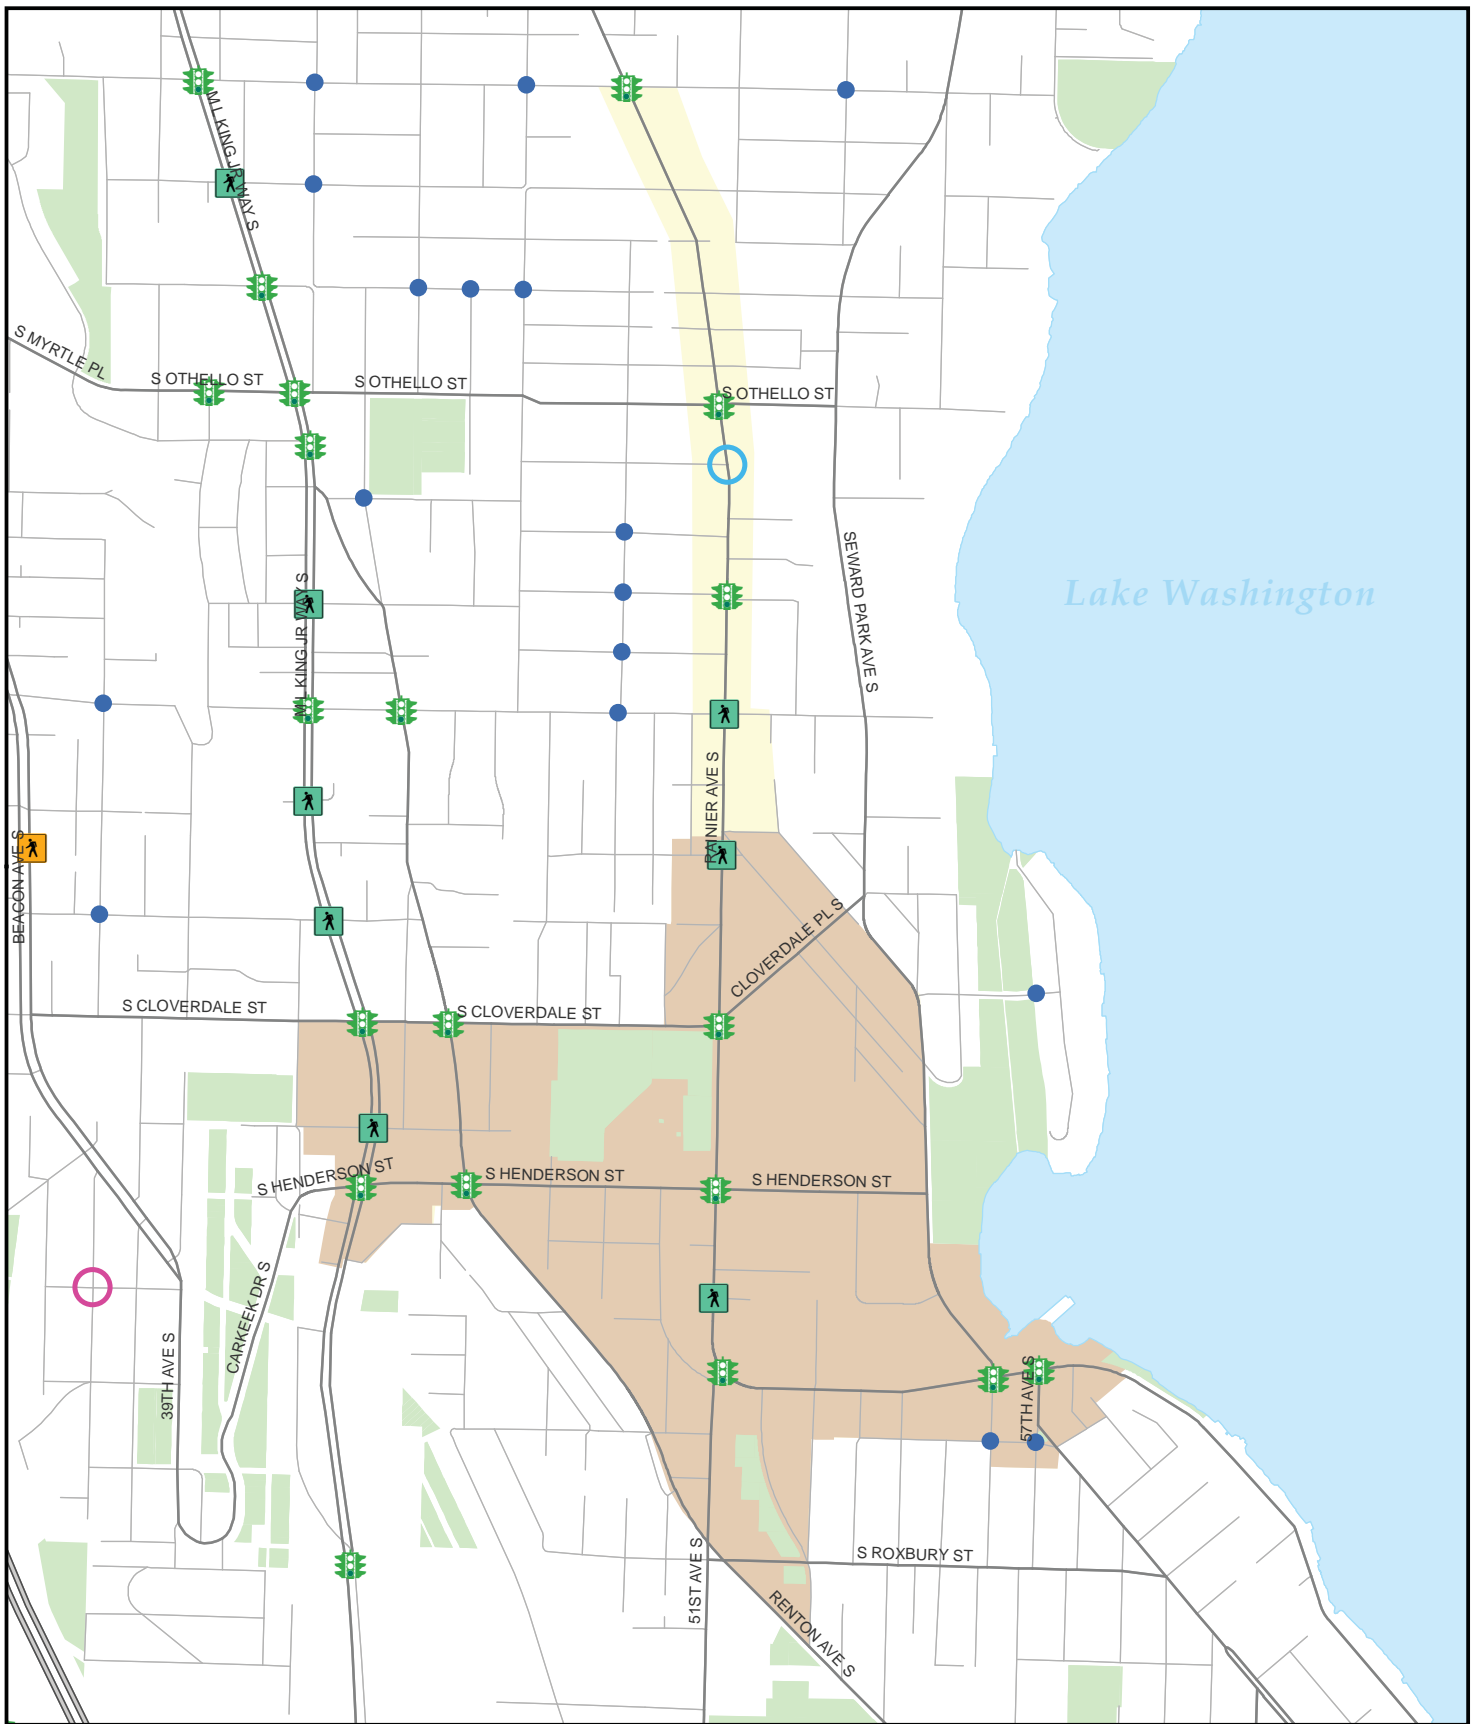 M L KING JR WAY S
S MYRTLE PL
S OTHELLO ST
S OTHELLO ST
S OTHELLO ST
SEWARD PARK AVE S
M L KING JR WAY S
Lake Washington
RAINIER AVE S
BEACON AVE S
CLOVERDALE PL S
S CLOVERDALE ST
S CLOVERDALE ST
S HENDERSON ST
S HENDERSON ST
S HENDERSON ST
CARKEEK DR S
39TH AVE S
57TH AVE S
S ROXBURY ST
51ST AVE S
RENTON AVE S